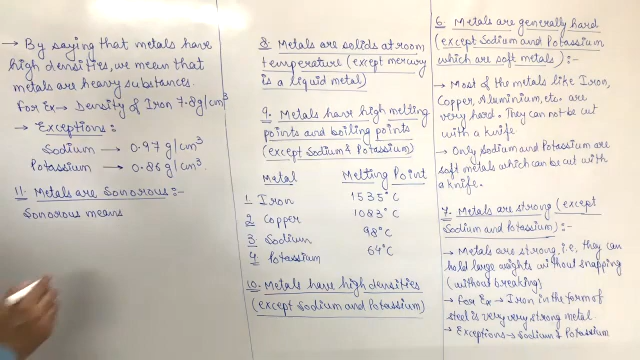 → By saying that metals have
high densities, we mean that
metals are heavy substances.
For Ex → Density of Iron 7.8g/cm³
→ Exceptions:
Sodium → 0.97 g/cm³
Potassium → 0.86 g/cm³
11. Metals are Sonorous:-
Sonorous means
8. Metals are solids at room
temperature (except mercury
is a liquid metal)
9. Metals have high melting
points and boiling points
(except Sodium & Potassium)
Metal Melting Point
1 Iron 1535°C
2 Copper 1083°C
3 Sodium 98°C
4 Potassium 64°C
10. Metals have high densities
(except Sodium and Potassium)
6. Metals are generally hard
(except Sodium and Potassium
which are soft metals):-
→ Most of the metals like Iron,
Copper, Aluminium, etc. are
very hard. They can not be cut
with a knife
→ Only Sodium and Potassium are
soft metals which can be cut with
a knife.
7. Metals are strong (except
Sodium and Potassium):-
→ Metals are strong, i.e, they can
hold large weights without snapping
(without breaking)
→ For Ex → Iron in the form of
steel is very very strong metal
→ Exceptions → Sodium & Potassium